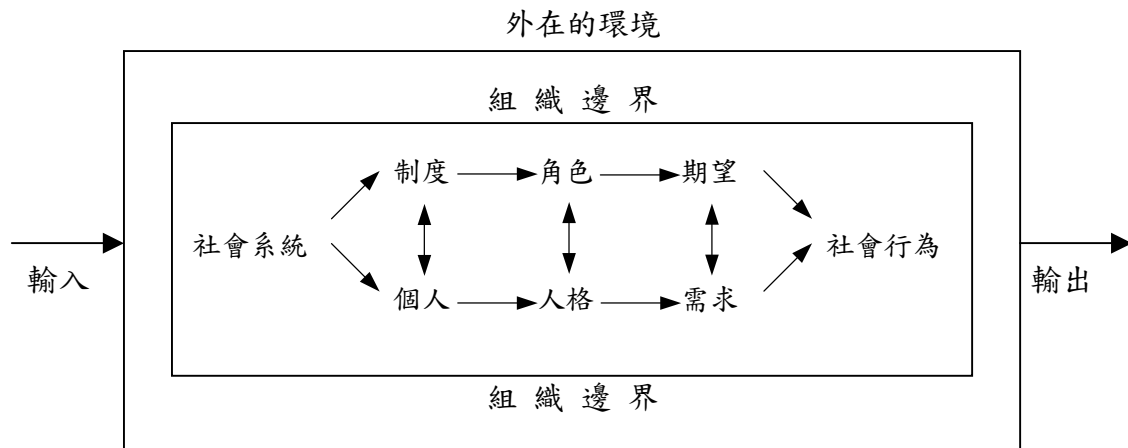 外在的環境
組 織 邊 界
制度 角色 期望
社會系統 社會行為
輸入 輸出
個人 人格 需求
組 織 邊 界